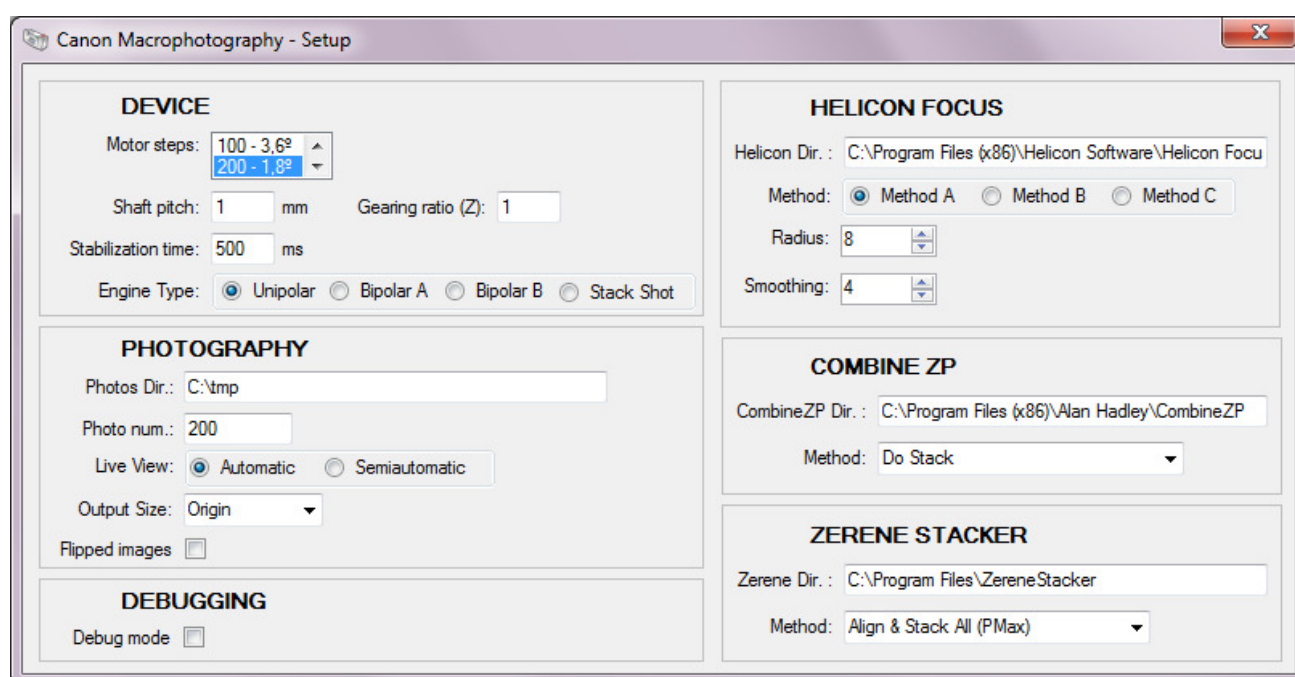 Canon Macrophotography - Setup
DEVICE
Motor steps: 100 - 3,6º
200 - 1,8º
Shaft pitch: 1 mm Gearing ratio (Z): 1
Stabilization time: 500 ms
Engine Type: Unipolar Bipolar A Bipolar B Stack Shot
PHOTOGRAPHY
Photos Dir.: C:\tmp
Photo num.: 200
Live View: Automatic Semiautomatic
Output Size: Origin
Flipped images
DEBUGGING
Debug mode
HELICON FOCUS
Helicon Dir. : C:\Program Files (x86)\Helicon Software\Helicon Focu
Method: Method A Method B Method C
Radius: 8
Smoothing: 4
COMBINE ZP
CombineZP Dir. : C:\Program Files (x86)\Alan Hadley\CombineZP
Method: Do Stack
ZERENE STACKER
Zerene Dir. : C:\Program Files\ZereneStacker
Method: Align & Stack All (PMax)